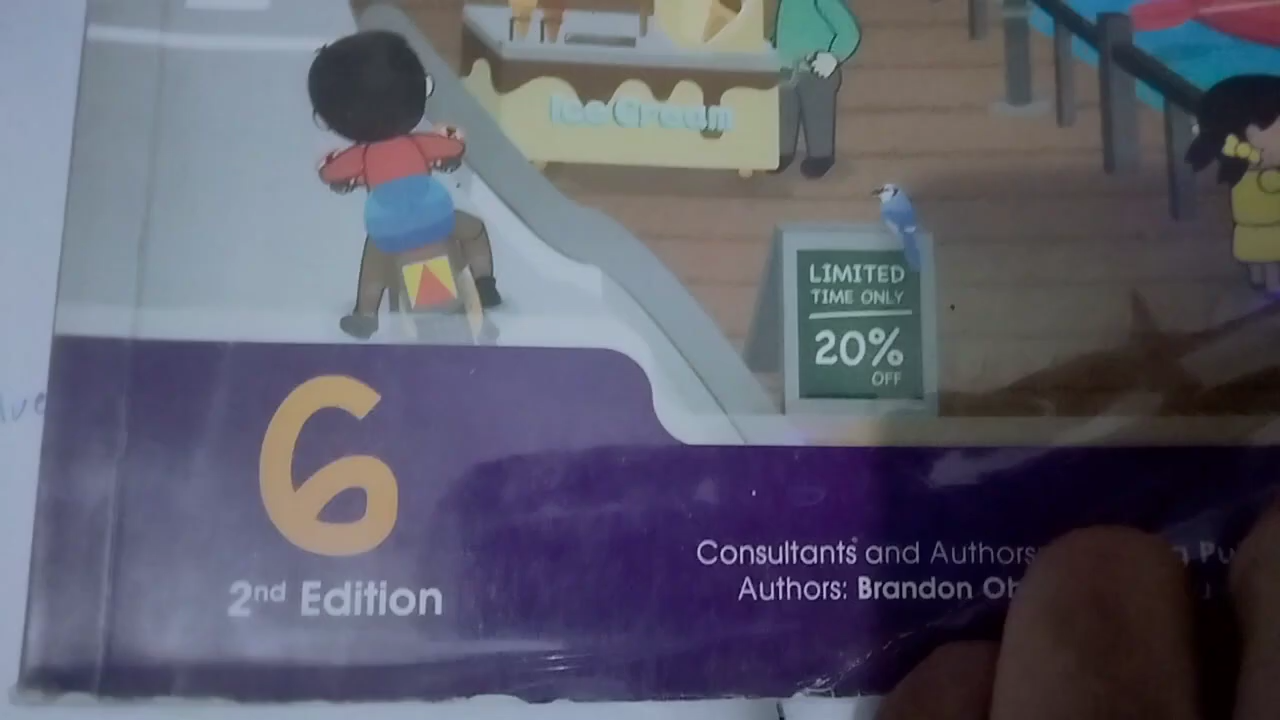 Ice Cream
LIMITED
TIME ONLY
20%
OFF
6
2nd Edition
Consultants and Authors
Authors: Brandon